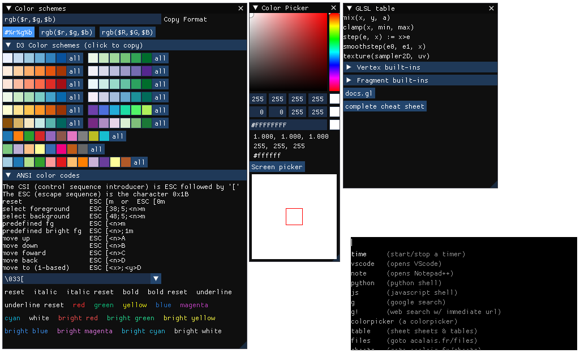 Color schemes
rgb($r,$g,$b) Copy Format
#%r%g%b rgb($r,$g,$b) rgb($R,$G,$B)
D3 Color schemes (click to copy)
all all
all all
all all
all all
all all
all all
all
all
all
ANSI color codes
The CSI (control sequence introducer) is ESC followed by '['
The ESC (escape sequence) is the character 0x1B
reset ESC [m or ESC [0m
select foreground ESC [38;5;<n>m
select background ESC [48;5;<n>m
predefined fg ESC [<n>m
predefined bright fg ESC [<n>;1m
move up ESC [<n>A
move down ESC [<n>B
move foward ESC [<n>C
move back ESC [<n>D
move to (1-based) ESC [<x>;<y>D
\033[
reset italic italic reset bold bold reset underline
underline reset red green yellow blue magenta
cyan white bright red bright green bright yellow
bright blue bright magenta bright cyan bright white
Color Picker
255 255 255 255
0 0 255 255
#FFFFFFFF
1.000, 1.000, 1.000
255, 255, 255
#ffffff
Screen picker
GLSL table
mix(x, y, a)
clamp(x, min, max)
step(e, x) := x>e
smoothstep(e0, e1, x)
texture(sampler2D, uv)
Vertex built-ins
Fragment built-ins
docs.gl
complete cheat sheet
time (start/stop a timer)
vscode (opens VScode)
note (opens Notepad++)
python (python shell)
js (javascript shell)
g (google search)
g! (web search w/ immediate url)
colorpicker (a colorpicker)
table (sheet sheets & tables)
files (goto acalais.fr/files)